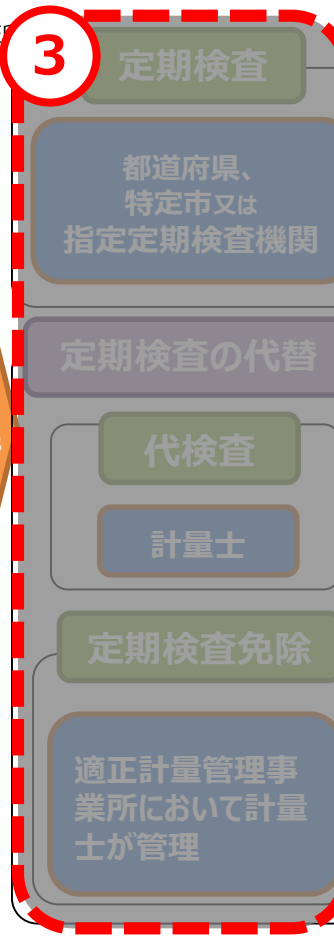 3
定期検査
都道府県、
特定市又は
指定定期検査機関
定期検査の代替
代検査
計量士
定期検査免除
適正計量管理事
業所において計量
士が管理